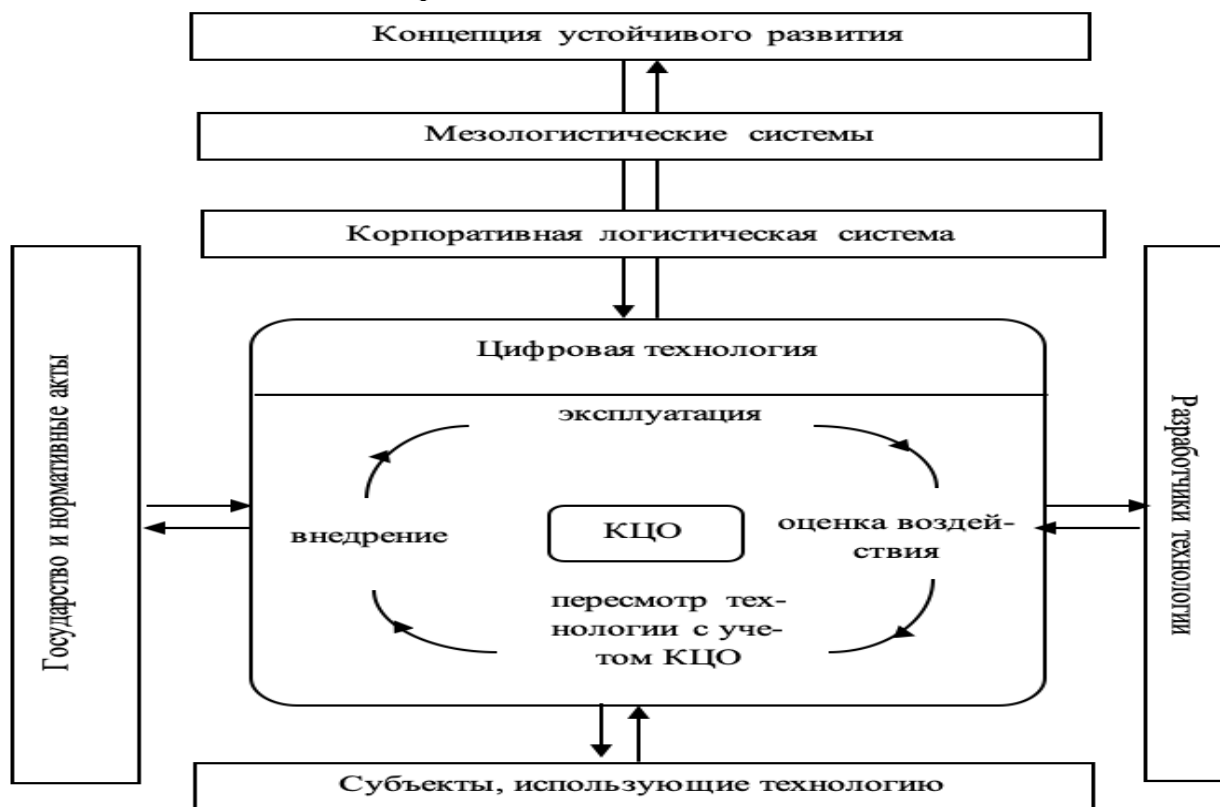 Концепция устойчивого развития
Мезологистические системы
Корпоративная логистическая система
Государство и нормативные акты
Цифровая технология
эксплуатация
внедрение
КЦО
оценка воздей-
ствия
пересмотр тех-
нологии с уче-
том КЦО
Разработчики технологии
Субъекты, использующие технологию